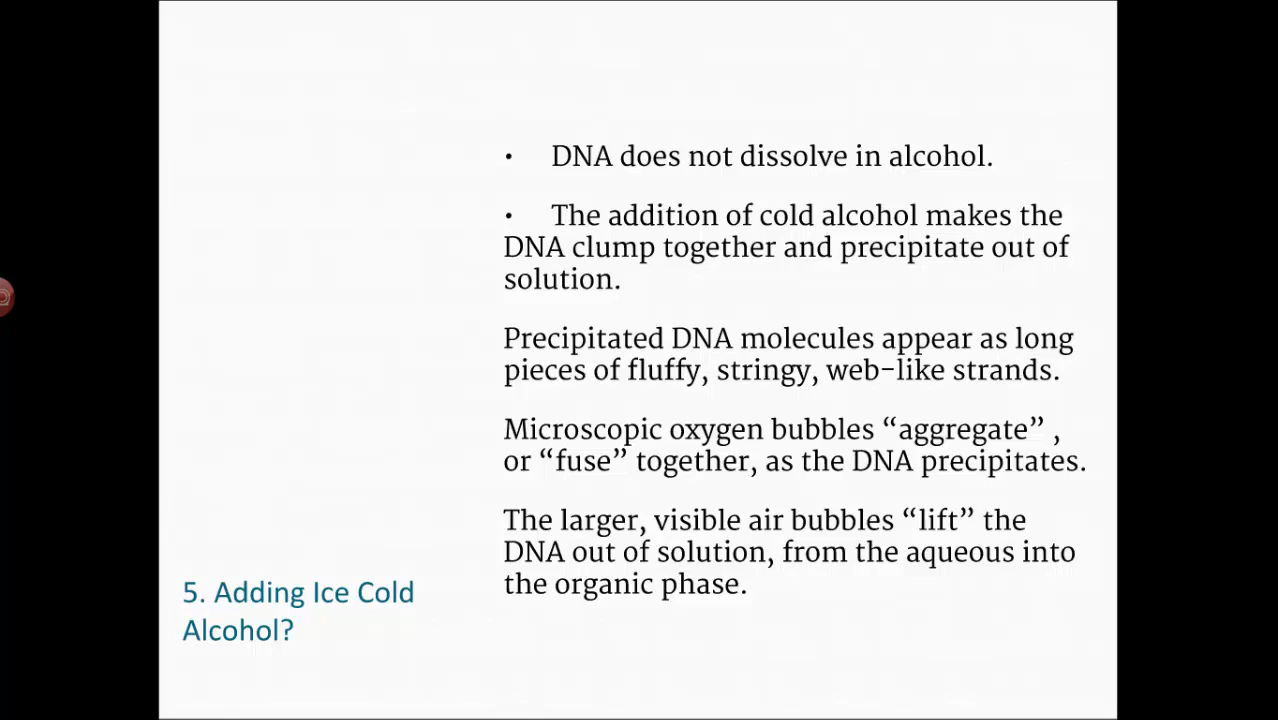 • DNA does not dissolve in alcohol.
• The addition of cold alcohol makes the
DNA clump together and precipitate out of
solution.
Precipitated DNA molecules appear as long
pieces of fluffy, stringy, web-like strands.
Microscopic oxygen bubbles “aggregate” ,
or “fuse” together, as the DNA precipitates.
The larger, visible air bubbles “lift” the
DNA out of solution, from the aqueous into
the organic phase.
5. Adding Ice Cold
Alcohol?